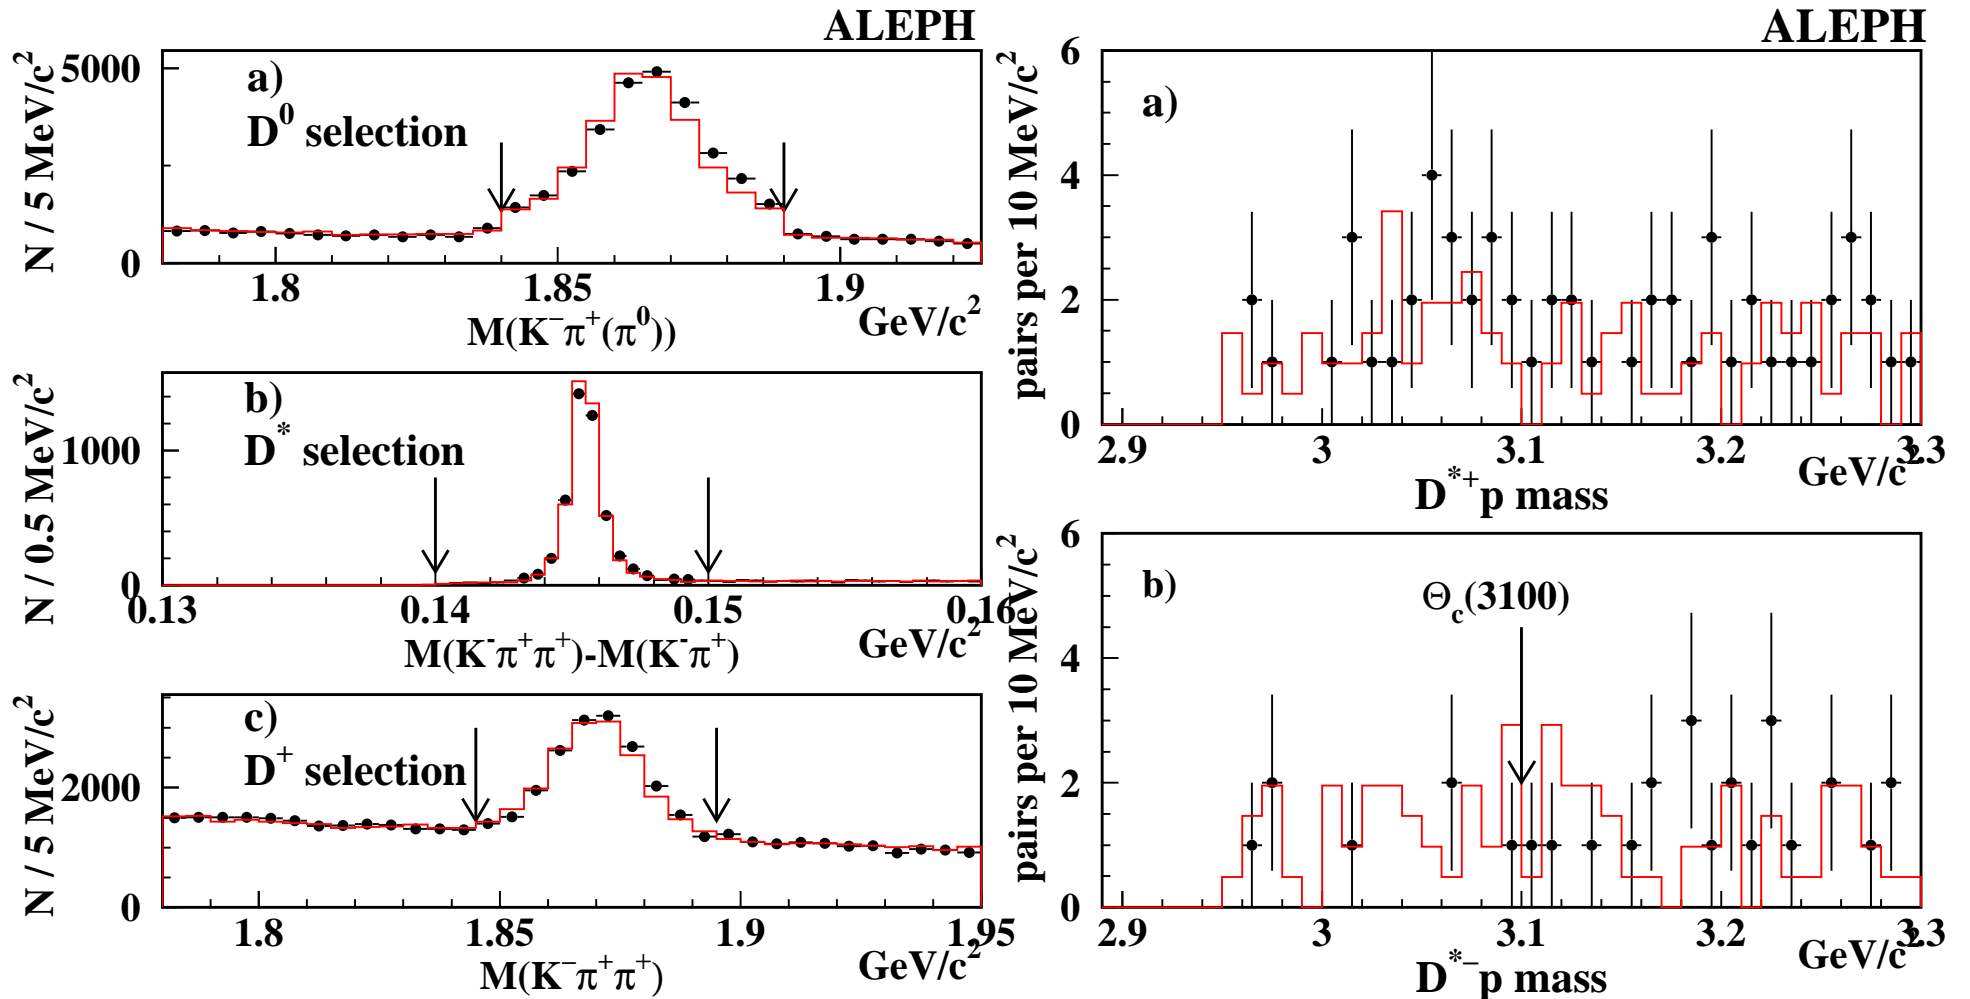 ALEPH
N / 5 MeV/c²
5000
0
a)
D⁰ selection
1.8 1.85 1.9
M(K⁻π⁺(π⁰))
GeV/c²
N / 0.5 MeV/c²
1000
0
b)
D* selection
0.13 0.14 0.15 0.16
M(K⁻π⁺π⁺)-M(K⁻π⁺)
GeV/c²
N / 5 MeV/c²
2000
0
c)
D⁺ selection
1.8 1.85 1.9 1.95
M(K⁻π⁺π⁺)
GeV/c²
ALEPH
pairs per 10 MeV/c²
6
4
2
0
a)
2.9 3 3.1 3.2 3.3
D*⁺p mass
GeV/c²
pairs per 10 MeV/c²
6
4
2
0
b)
Θc(3100)
2.9 3 3.1 3.2 3.3
D*⁻p mass
GeV/c²